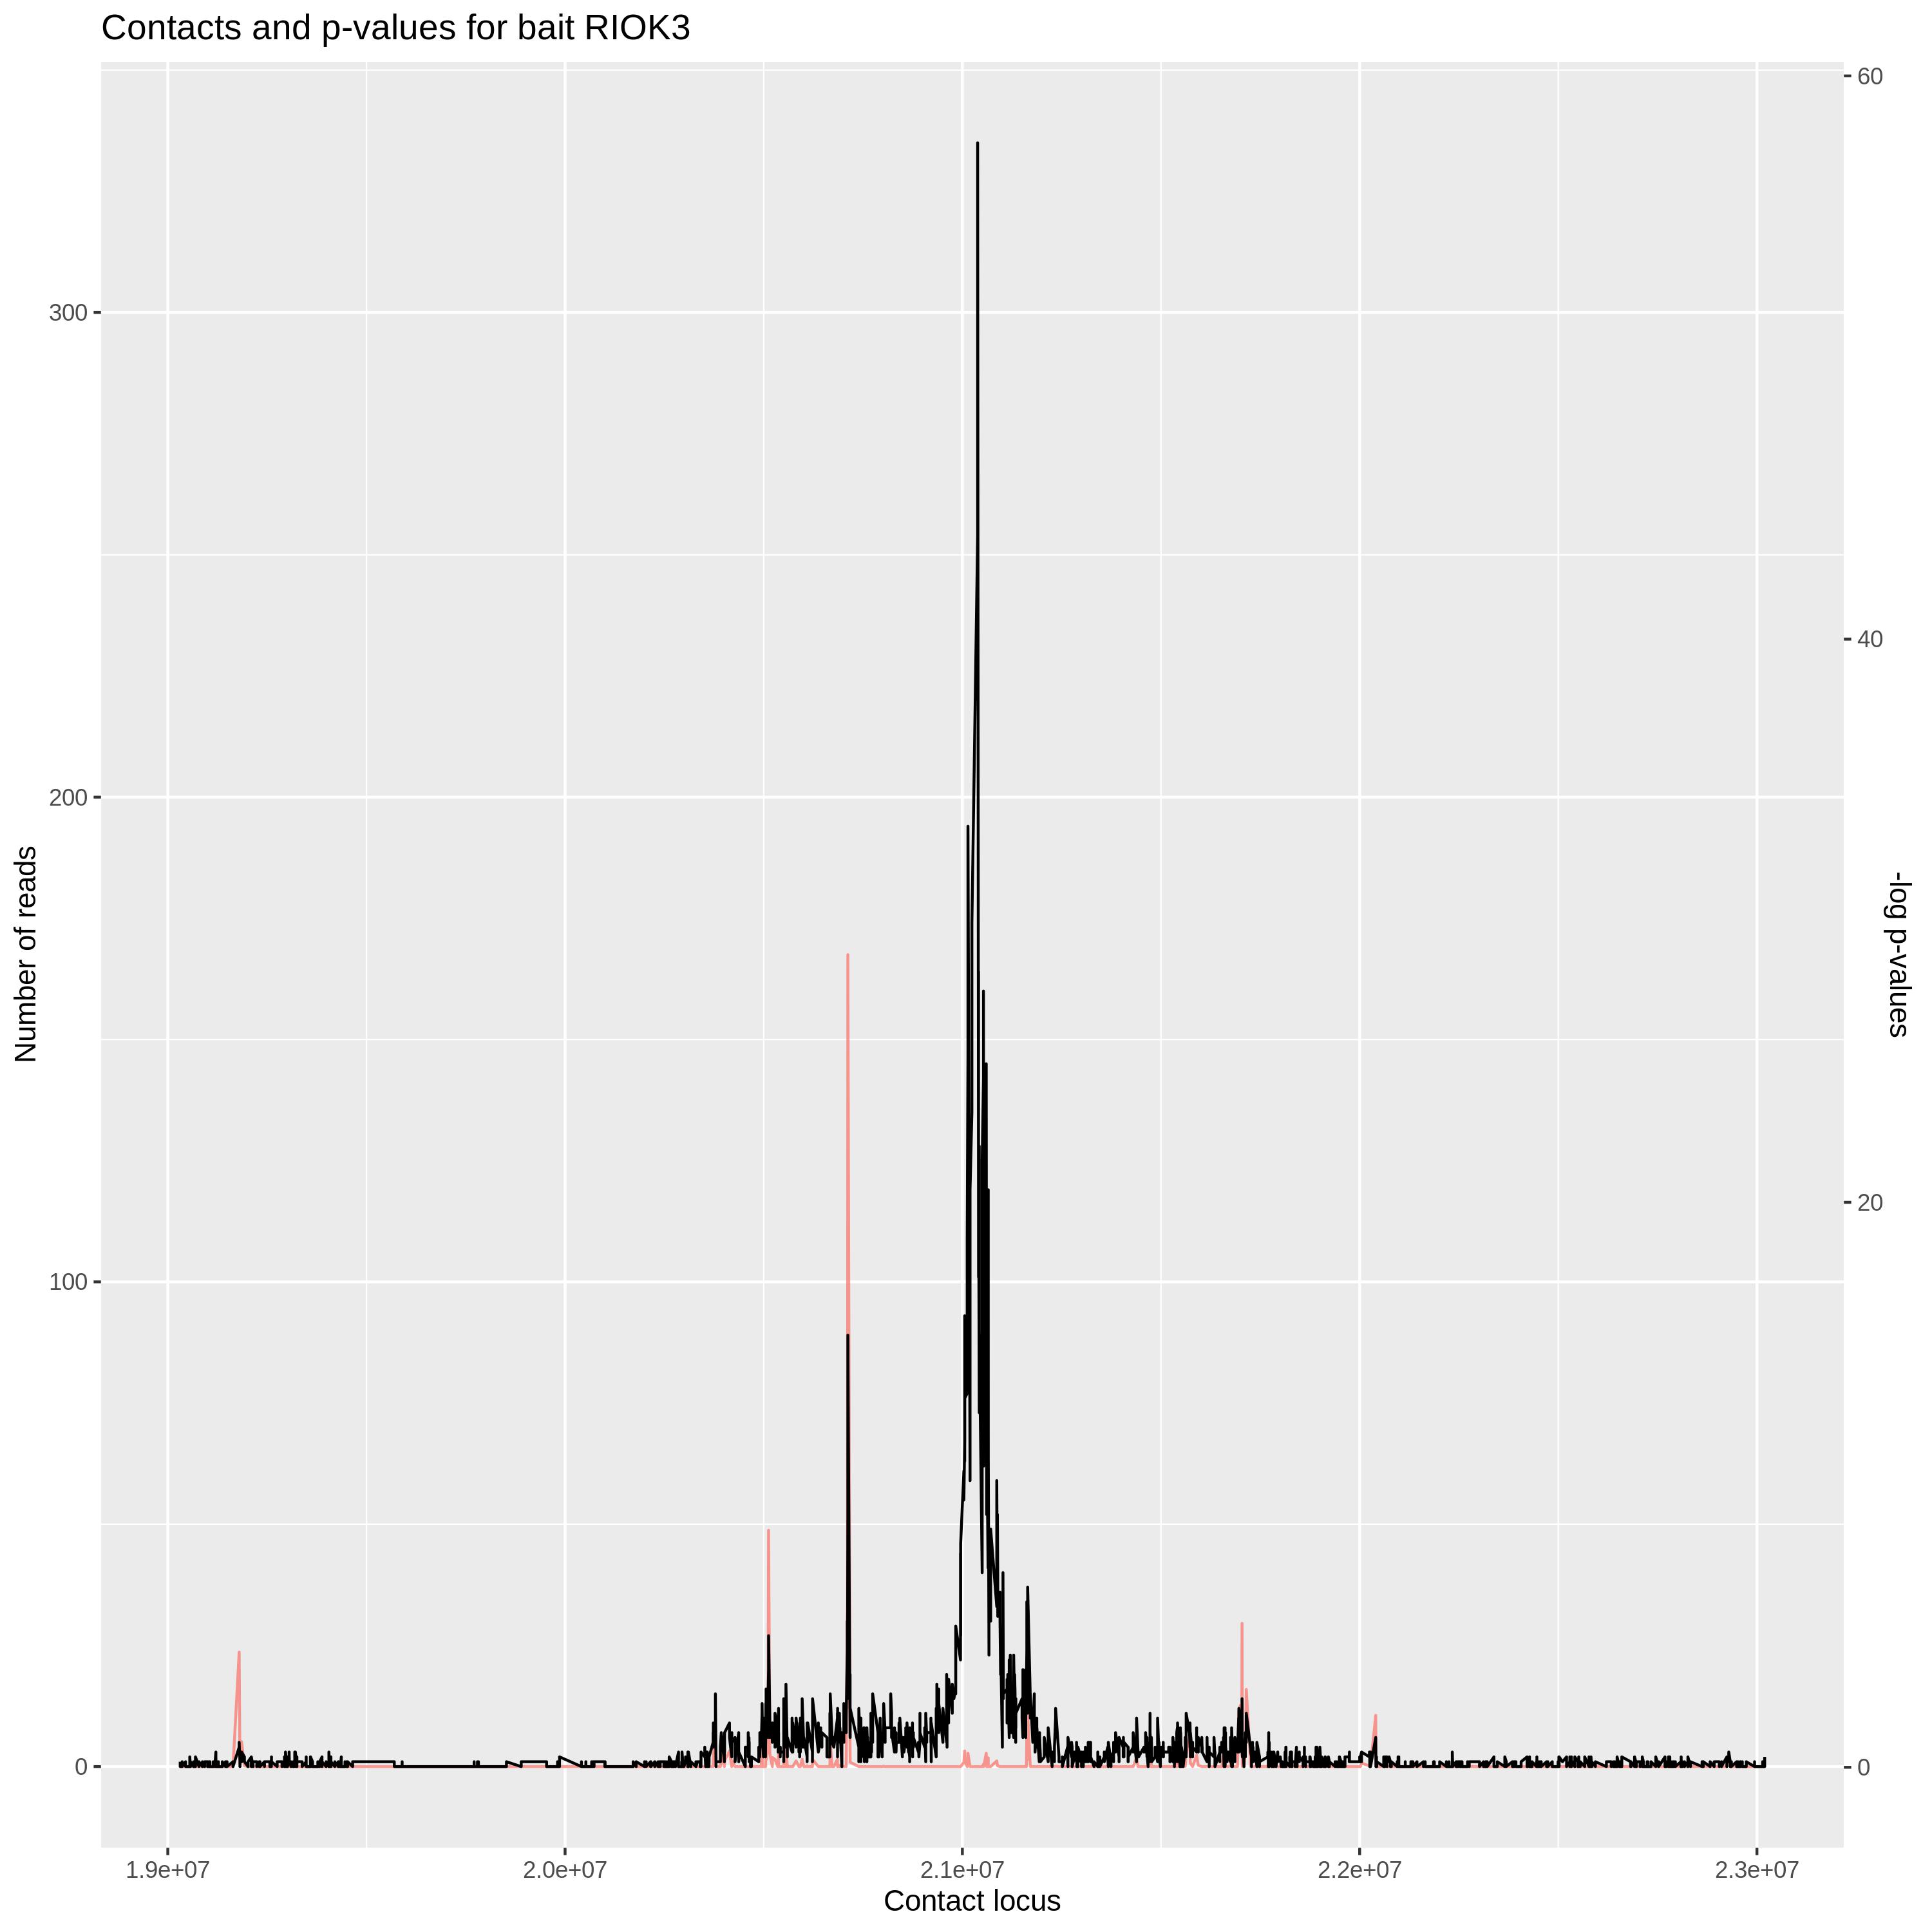 Contacts and p-values for bait RIOK3
300
200
100
0
Number of reads
60
40
20
0
-log p-values
1.9e+07 2.0e+07 2.1e+07 2.2e+07 2.3e+07
Contact locus